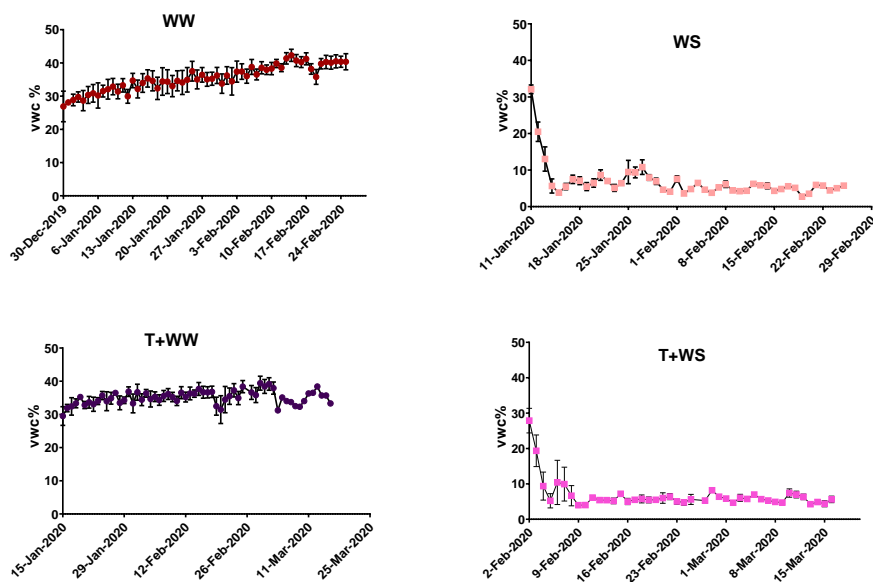 WW
vwc %
50
40
30
20
10
0
30-Dec-2019
6-Jan-2020
13-Jan-2020
20-Jan-2020
27-Jan-2020
3-Feb-2020
10-Feb-2020
17-Feb-2020
24-Feb-2020
WS
vwc %
50
40
30
20
10
0
11-Jan-2020
18-Jan-2020
25-Jan-2020
1-Feb-2020
8-Feb-2020
15-Feb-2020
22-Feb-2020
29-Feb-2020
T+WW
vwc%
50
40
30
20
10
0
15-Jan-2020
29-Jan-2020
12-Feb-2020
26-Feb-2020
11-Mar-2020
25-Mar-2020
T+WS
vwc%
50
40
30
20
10
0
2-Feb-2020
9-Feb-2020
16-Feb-2020
23-Feb-2020
1-Mar-2020
8-Mar-2020
15-Mar-2020